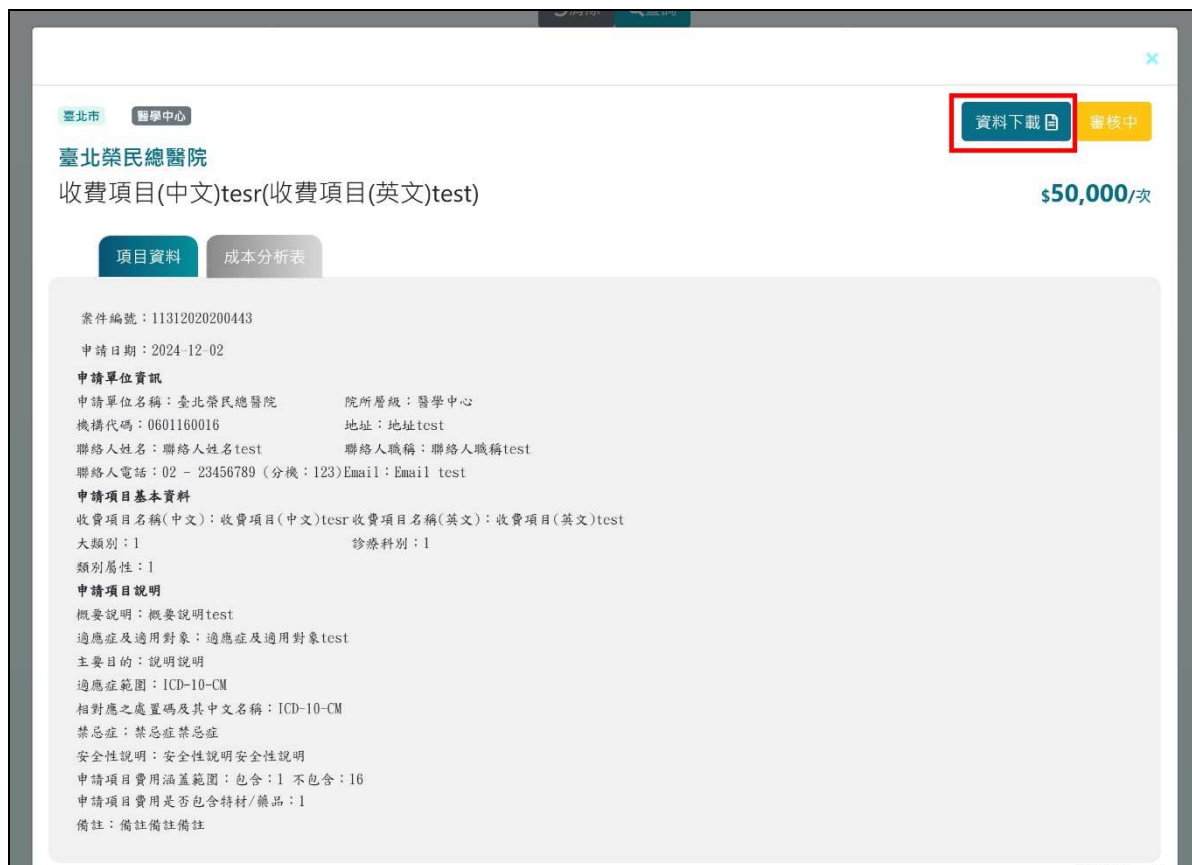 清除 查詢
×
臺北市 醫學中心
資料下載 審核中
臺北榮民總醫院
收費項目(中文)tesr(收費項目(英文)test)
$50,000/次
項目資料 成本分析表
案件編號：11312020200443
申請日期：2024-12-02
申請單位資訊
申請單位名稱：臺北榮民總醫院 院所層級：醫學中心
機構代碼：0601160016 地址：地址test
聯絡人姓名：聯絡人姓名test 聯絡人職稱：聯絡人職稱test
聯絡人電話：02 - 23456789 (分機：123)Email：Email test
申請項目基本資料
收費項目名稱(中文)：收費項目(中文)tesr 收費項目名稱(英文)：收費項目(英文)test
大類別：1 診療科別：1
類別屬性：1
申請項目說明
概要說明：概要說明test
適應症及適用對象：適應症及適用對象test
主要目的：說明說明
適應症範圍：ICD-10-CM
相對應之處置碼及其中文名稱：ICD-10-CM
禁忌症：禁忌症禁忌症
安全性說明：安全性說明安全性說明
申請項目費用涵蓋範圍：包含：1 不包含：16
申請項目費用是否包含特材/藥品：1
備註：備註備註備註